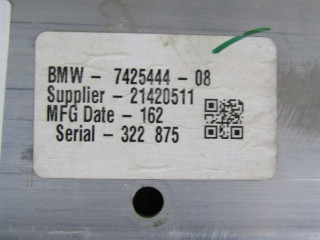 BMW - 7425444 - 08
Supplier - 21420511
MFG Date - 162
Serial - 322 875